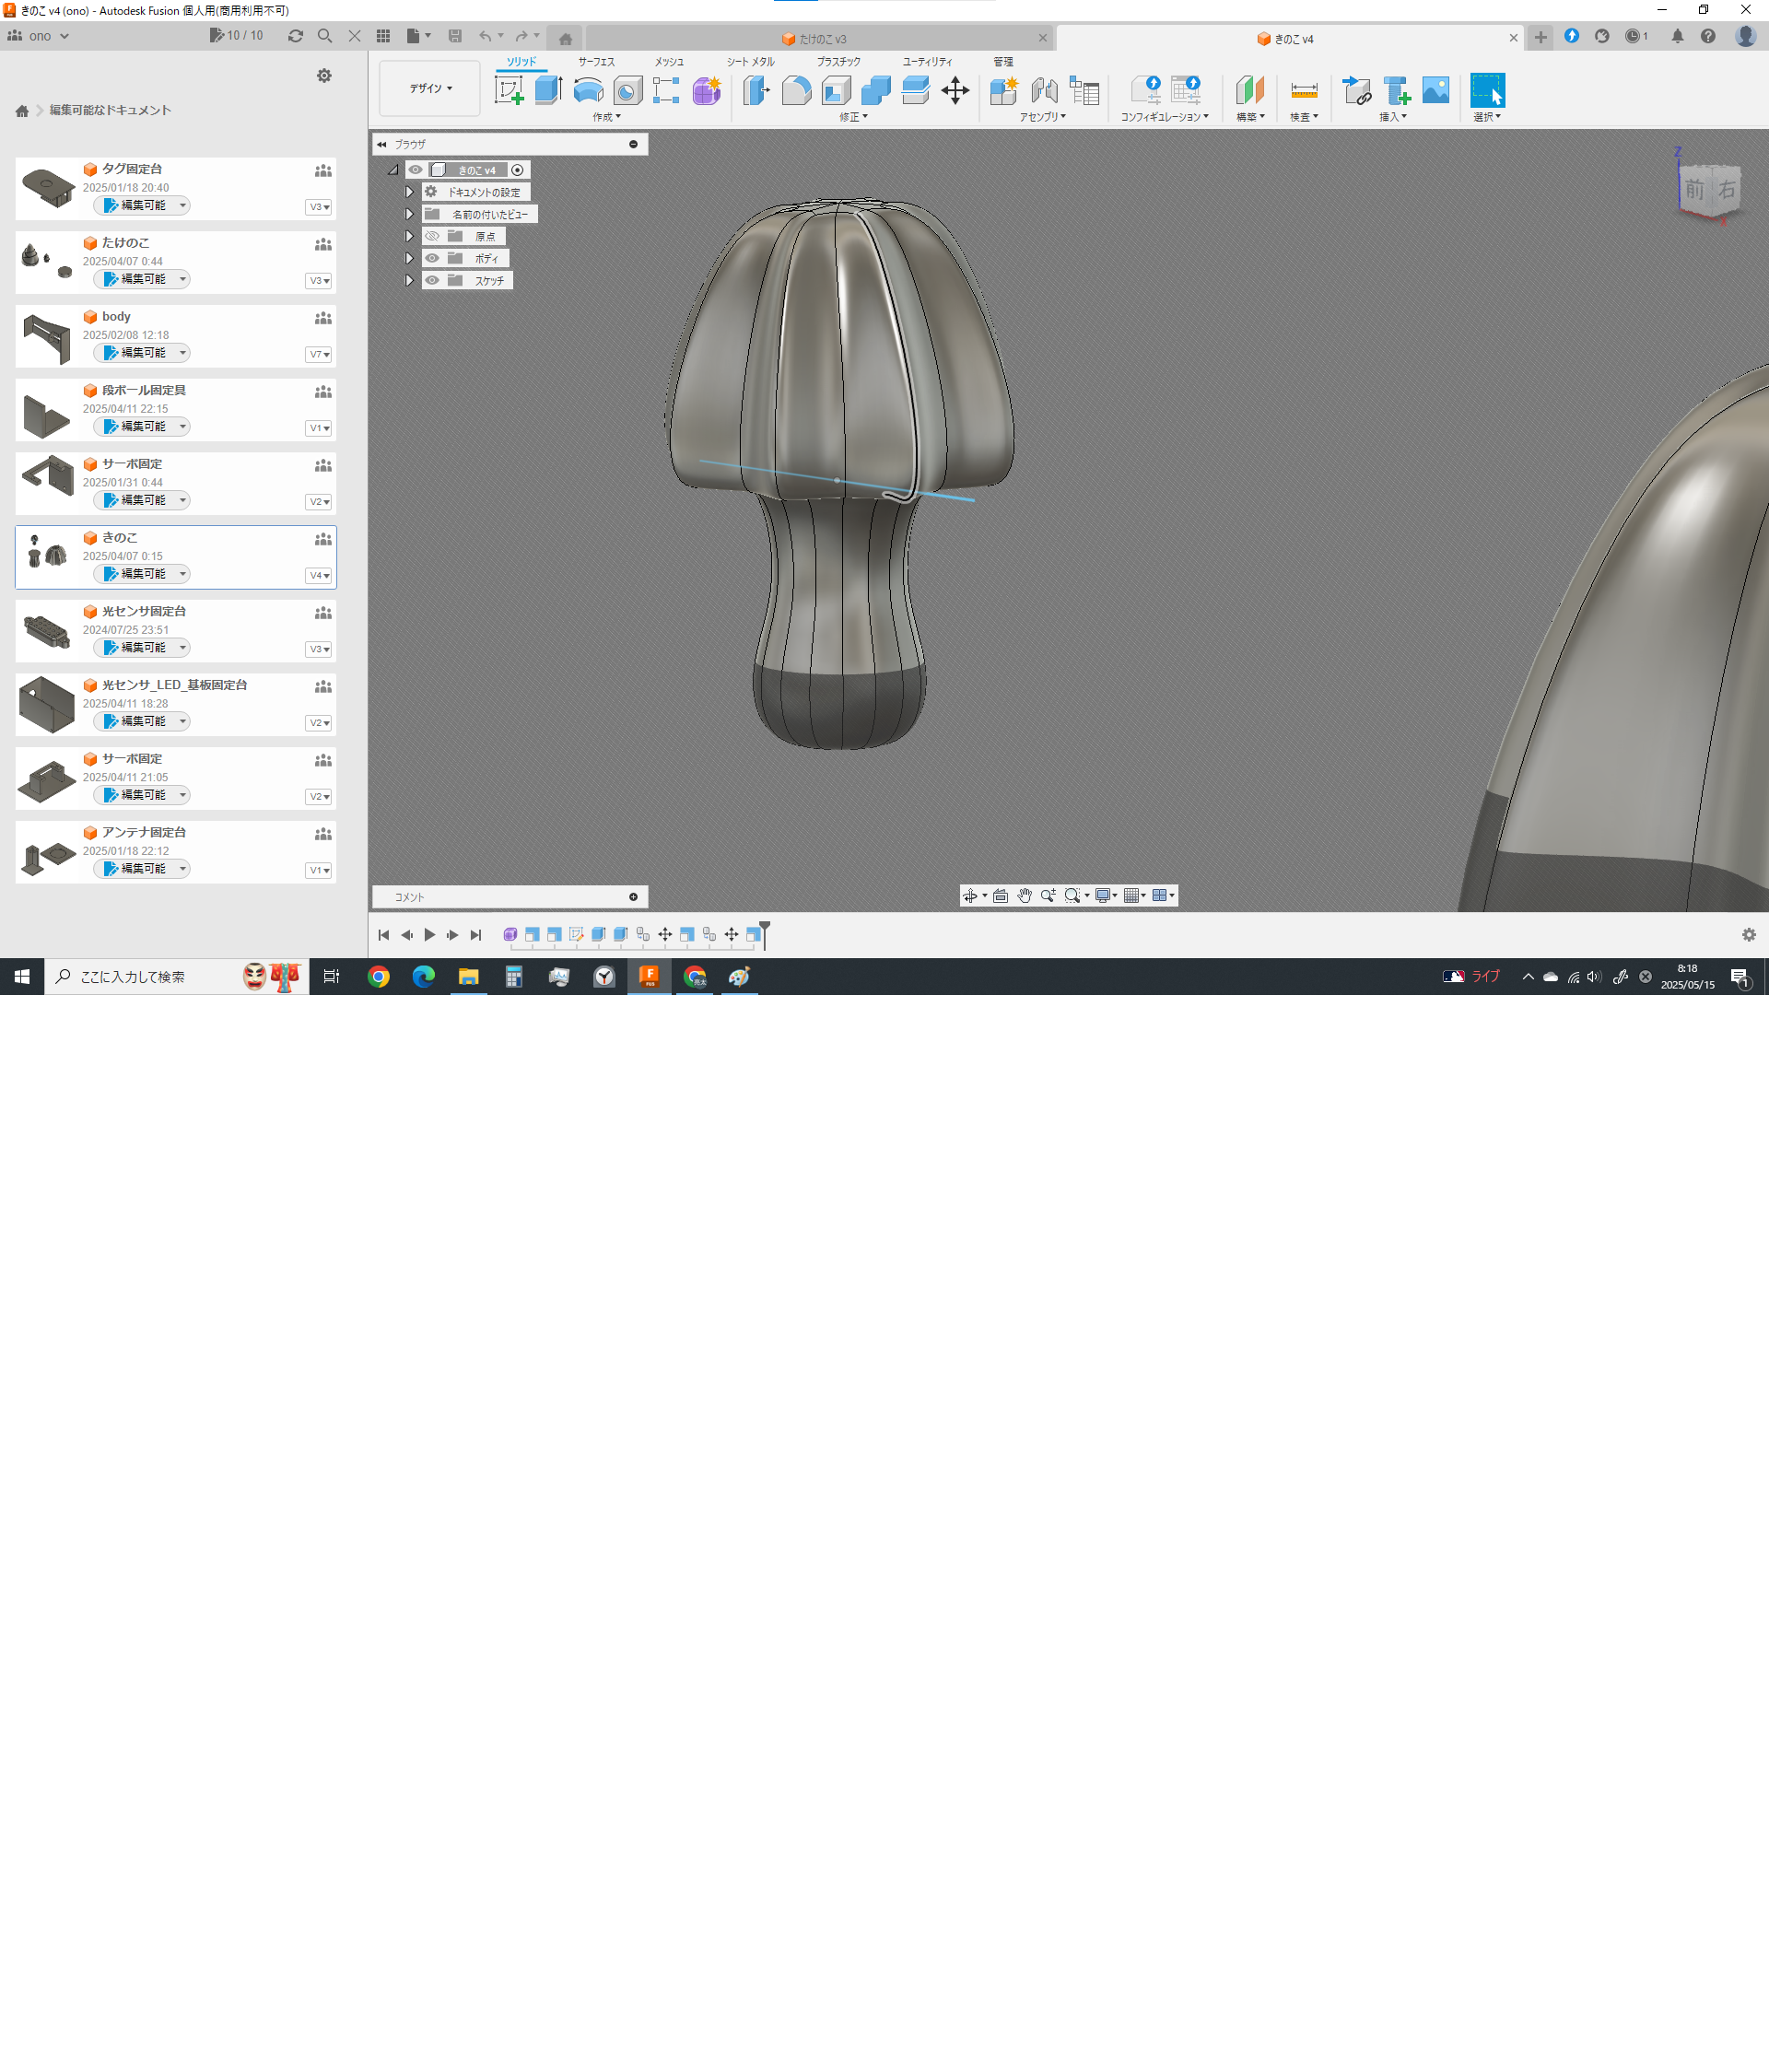 きのこ v4 (ono) - Autodesk Fusion 個人用(商用利用不可)
ono
10 / 10
たけのこ v3
きのこ v4
1
編集可能なドキュメント
タグ固定台
2025/01/18 20:40
編集可能
V3
たけのこ
2025/04/07 0:44
編集可能
V3
body
2025/02/08 12:18
編集可能
V7
段ボール固定具
2025/04/11 22:15
編集可能
V1
サーボ固定
2025/01/31 0:44
編集可能
V2
きのこ
2025/04/07 0:15
編集可能
V4
光センサ固定台
2024/07/25 23:51
編集可能
V3
光センサ_LED_基板固定台
2025/04/11 18:28
編集可能
V2
サーボ固定
2025/04/11 21:05
編集可能
V2
アンテナ固定台
2025/01/18 22:12
編集可能
V1
デザイン
ソリッド
サーフェス
メッシュ
シート メタル
プラスチック
ユーティリティ
管理
作成
修正
アセンブリ
コンフィギュレーション
構築
検査
挿入
選択
ブラウザ
きのこ v4
ドキュメントの設定
名前の付いたビュー
原点
ボディ
スケッチ
Z
前
右
X
コメント
ここに入力して検索
ライブ
8:18
2025/05/15
1